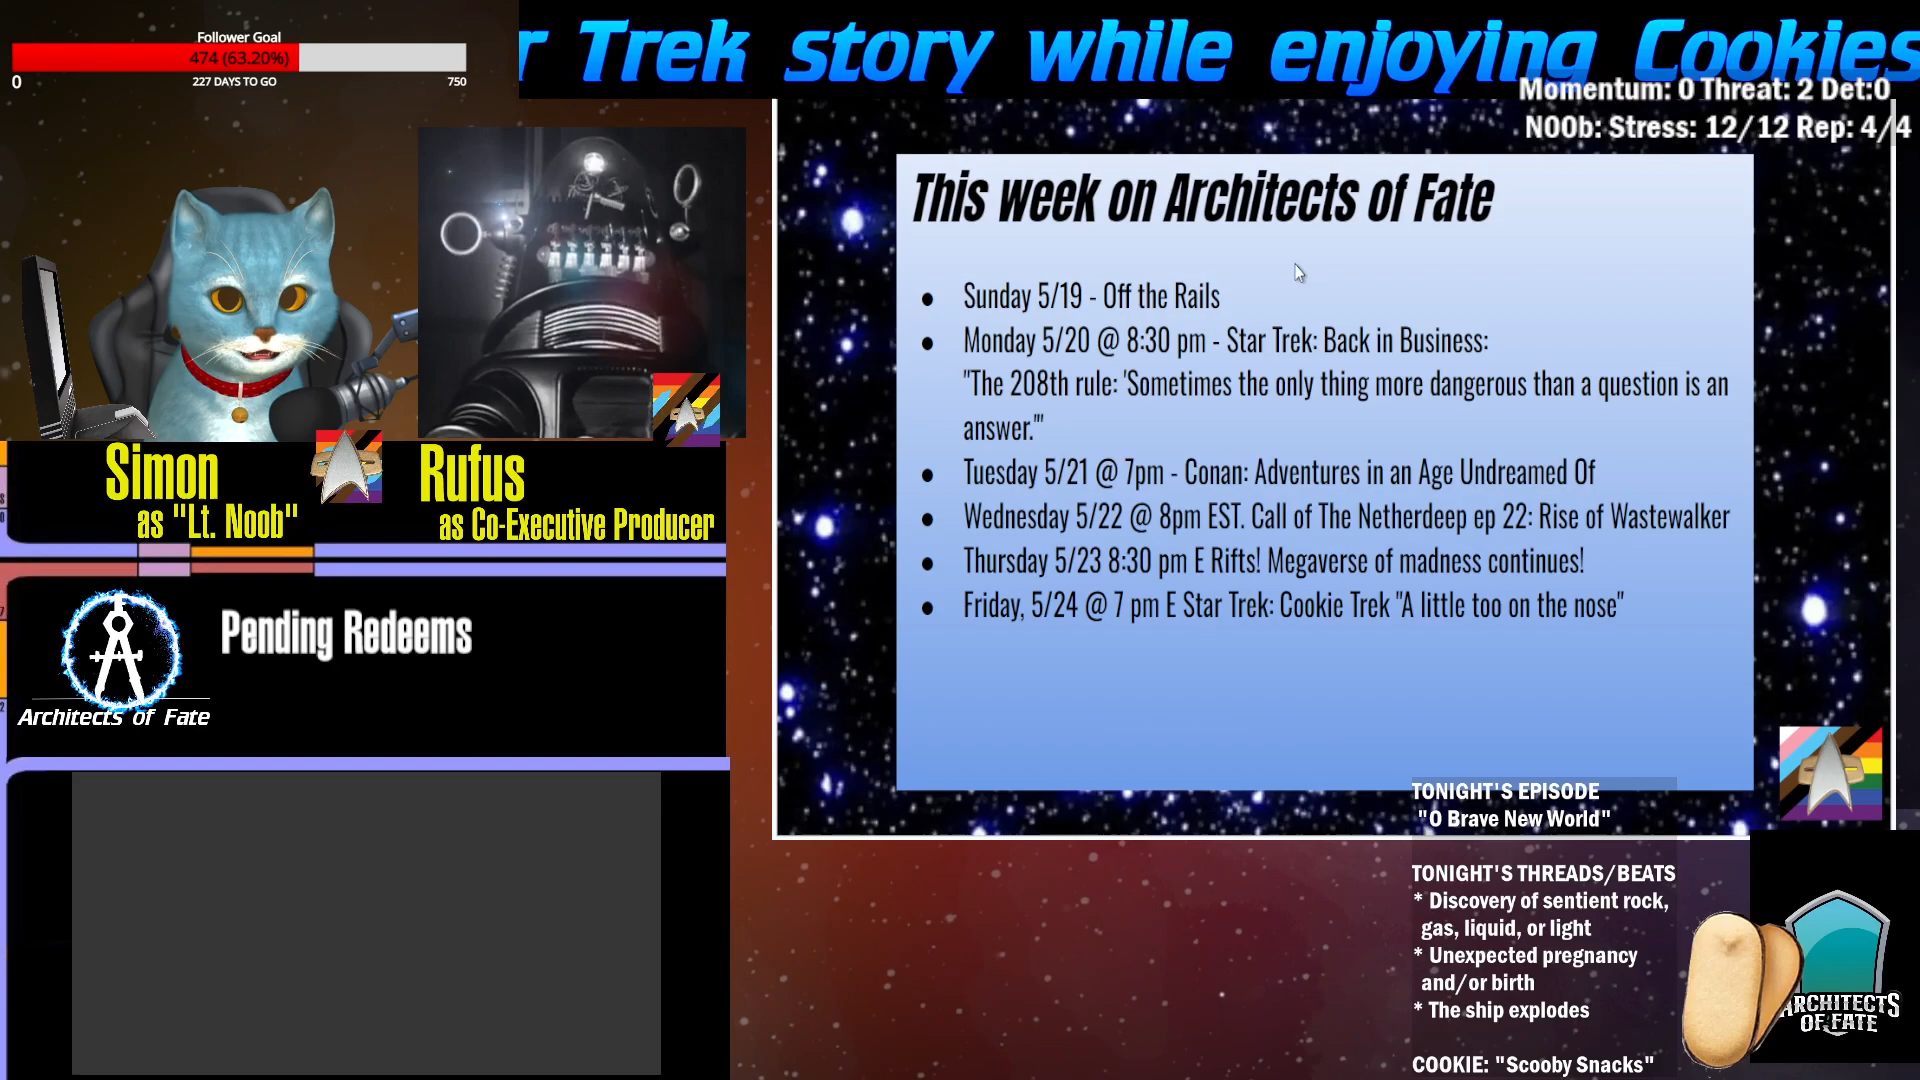 Follower Goal
474 (63.20%)
0 227 DAYS TO GO 750
r Trek story while enjoying Cookies
Momentum: 0 Threat: 2 Det:0
N00b: Stress: 12/12 Rep: 4/4
This week on Architects of Fate
Sunday 5/19 - Off the Rails
Monday 5/20 @ 8:30 pm - Star Trek: Back in Business:
"The 208th rule: 'Sometimes the only thing more dangerous than a question is an
answer.'"
Tuesday 5/21 @ 7pm - Conan: Adventures in an Age Undreamed Of
Wednesday 5/22 @ 8pm EST. Call of The Netherdeep ep 22: Rise of Wastewalker
Thursday 5/23 8:30 pm E Rifts! Megaverse of madness continues!
Friday, 5/24 @ 7 pm E Star Trek: Cookie Trek "A little too on the nose"
Simon
as "Lt. Noob"
Rufus
as Co-Executive Producer
Pending Redeems
Architects of Fate
TONIGHT'S EPISODE
"O Brave New World"
TONIGHT'S THREADS/BEATS
* Discovery of sentient rock,
gas, liquid, or light
* Unexpected pregnancy
and/or birth
* The ship explodes
COOKIE: "Scooby Snacks"
ARCHITECTS
OF FATE